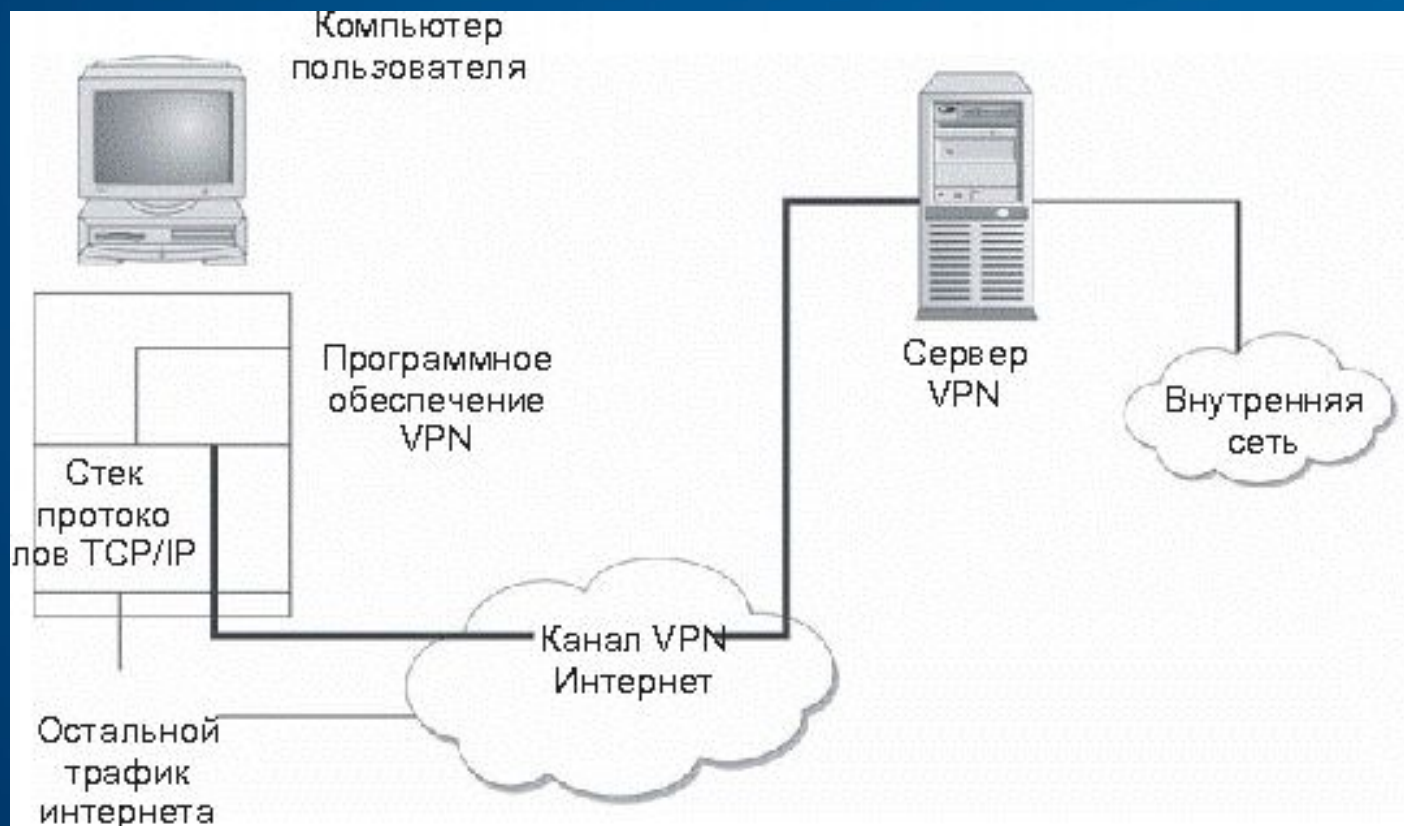 Компьютер
пользователя
Программное
обеспечение
VPN
Сервер
VPN
Внутренняя
сеть
Стек
протоко
лов TCP/IP
Канал VPN
Интернет
Остальной
трафик
интернета